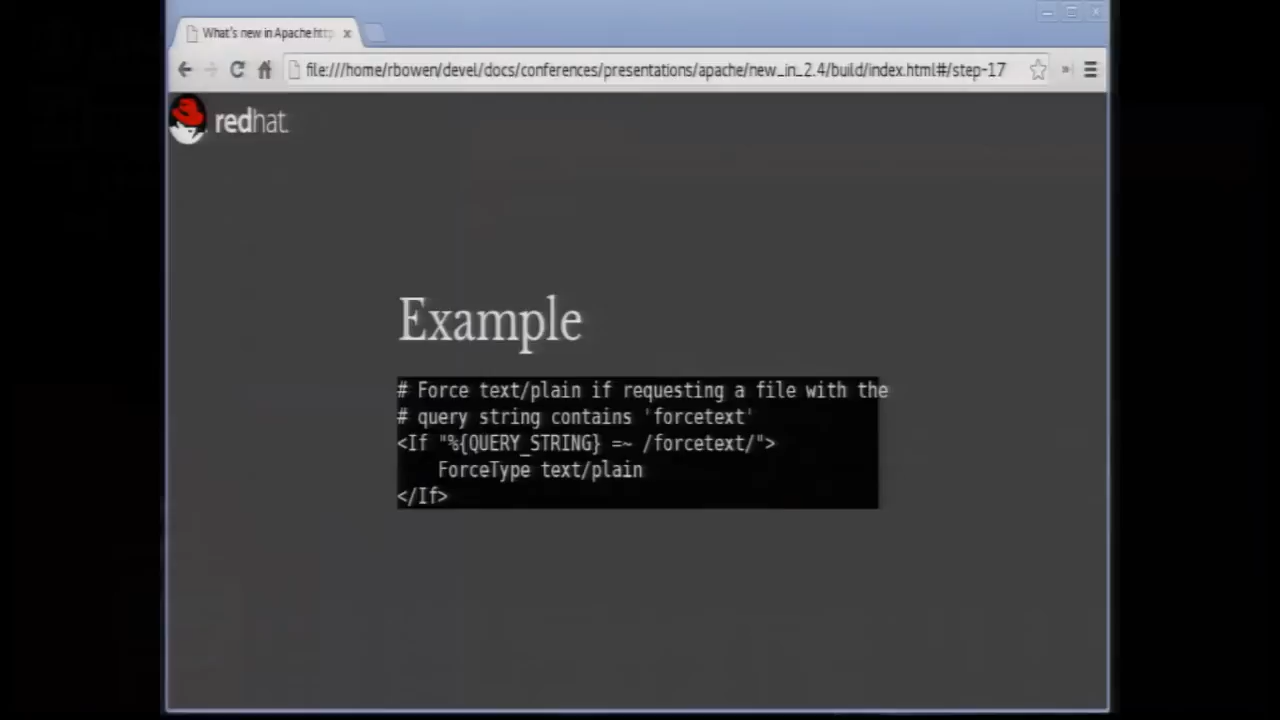 What's new in Apache http
file:///home/rbowen/devel/docs/conferences/presentations/apache/new_in_2.4/build/index.html#/step-17
redhat.
Example
# Force text/plain if requesting a file with the
# query string contains 'forcetext'
<If "%{QUERY_STRING} =~ /forcetext/">
    ForceType text/plain
</If>